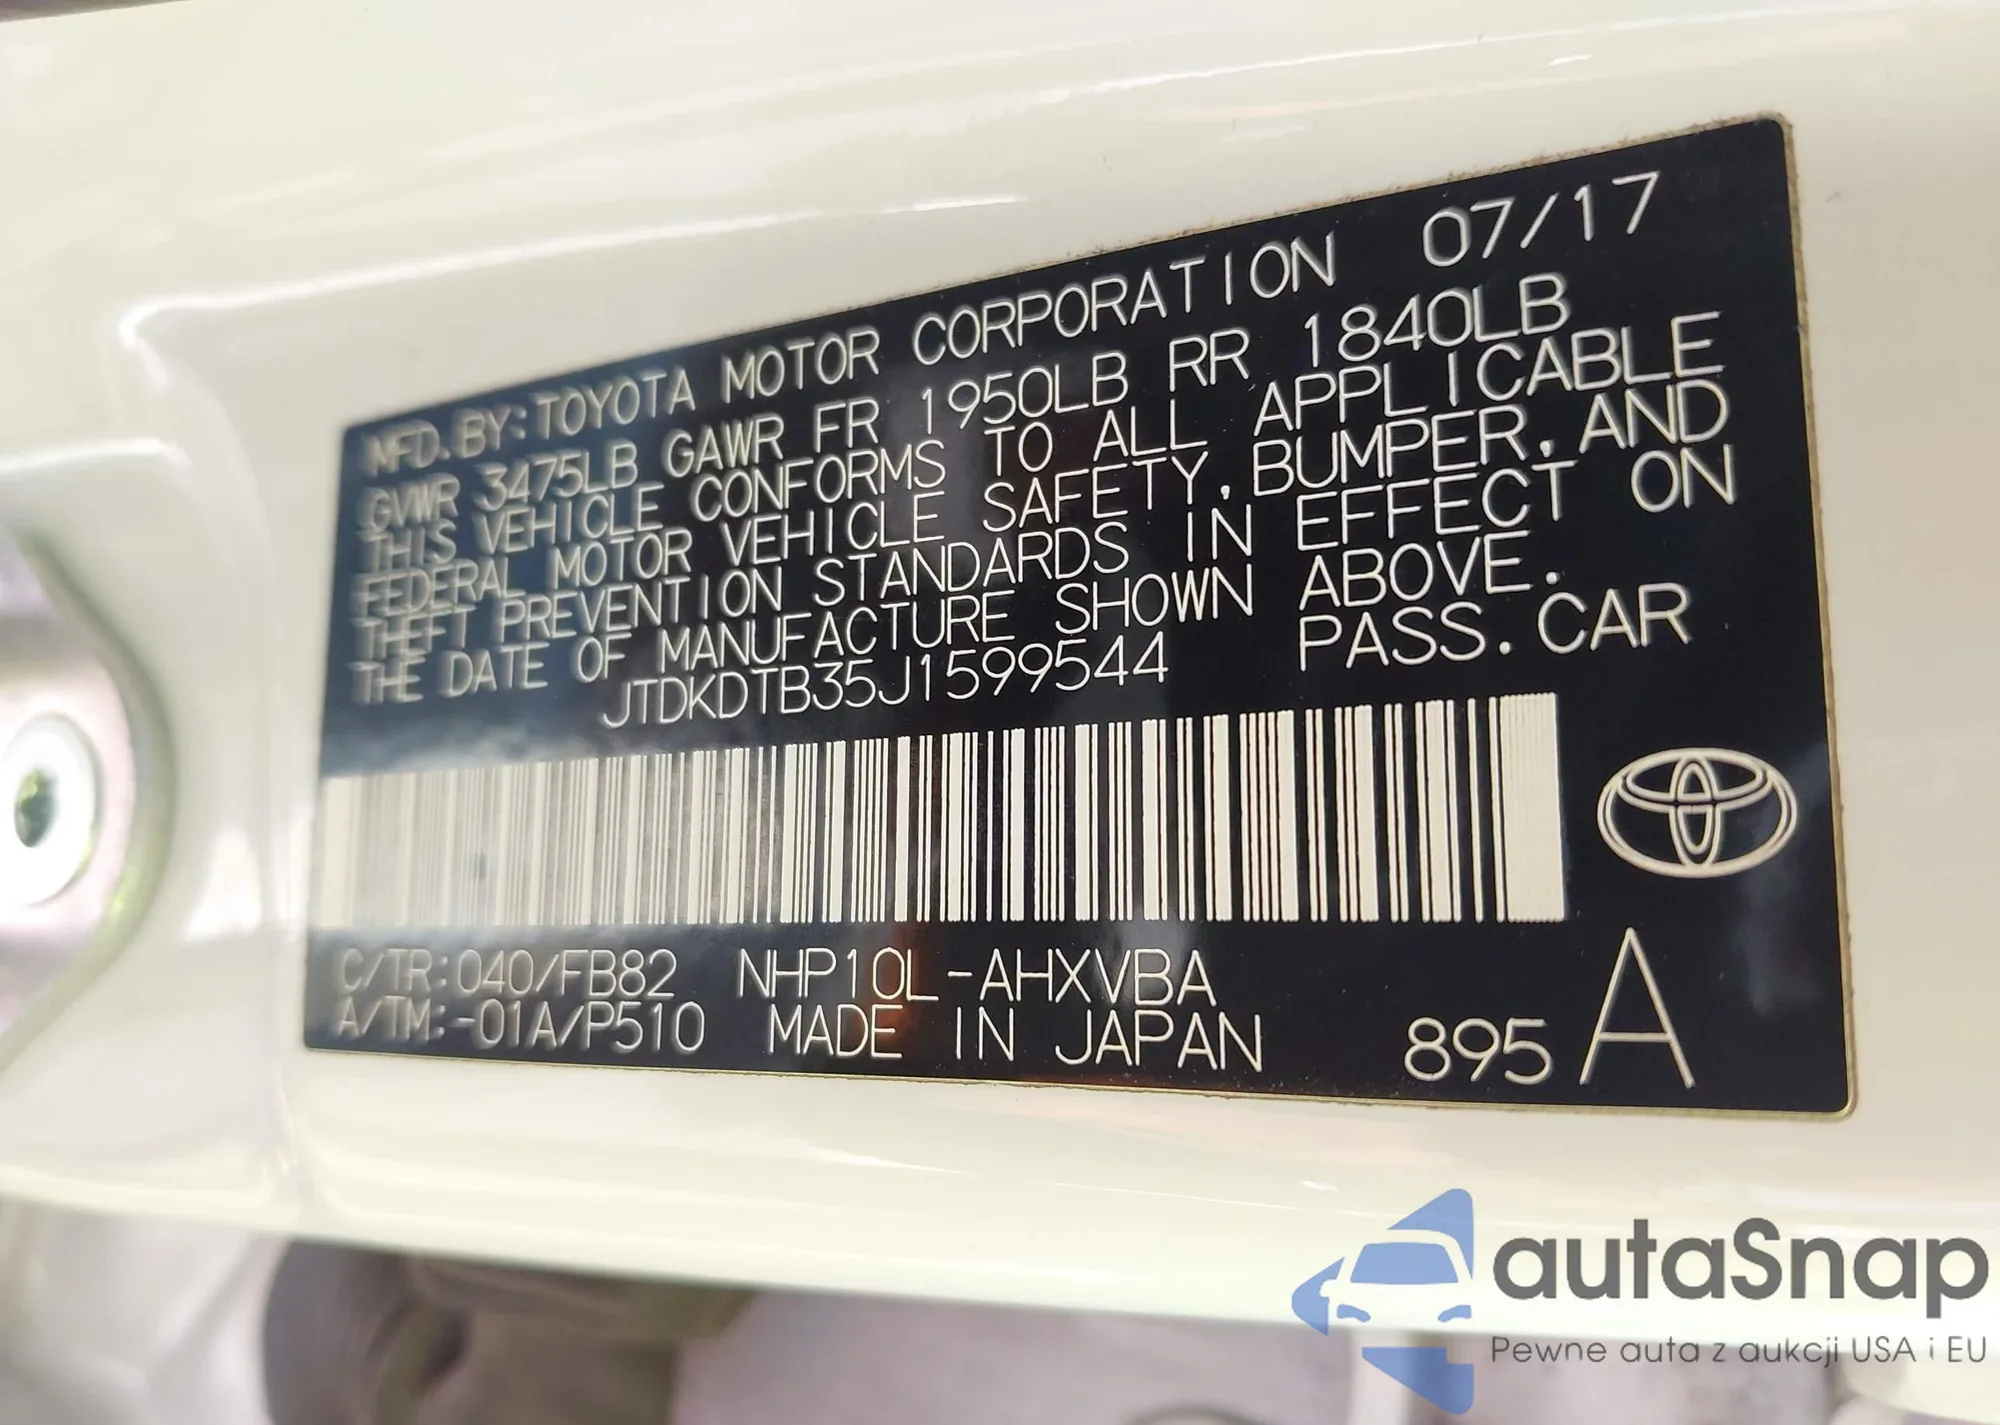 MFD.BY:TOYOTA MOTOR CORPORATION 07/17
GVWR 3475LB GAWR FR 1950LB RR 1840LB
THIS VEHICLE CONFORMS TO ALL APPLICABLE
FEDERAL MOTOR VEHICLE SAFETY,BUMPER,AND
THEFT PREVENTION STANDARDS IN EFFECT ON
THE DATE OF MANUFACTURE SHOWN ABOVE.
JTDKDTB35J1599544 PASS.CAR
C/TR:040/FB82 NHP10L-AHXVBA
A/TM:-01A/P510 MADE IN JAPAN 895 A
autaSnap
Pewne auta z aukcji USA i EU